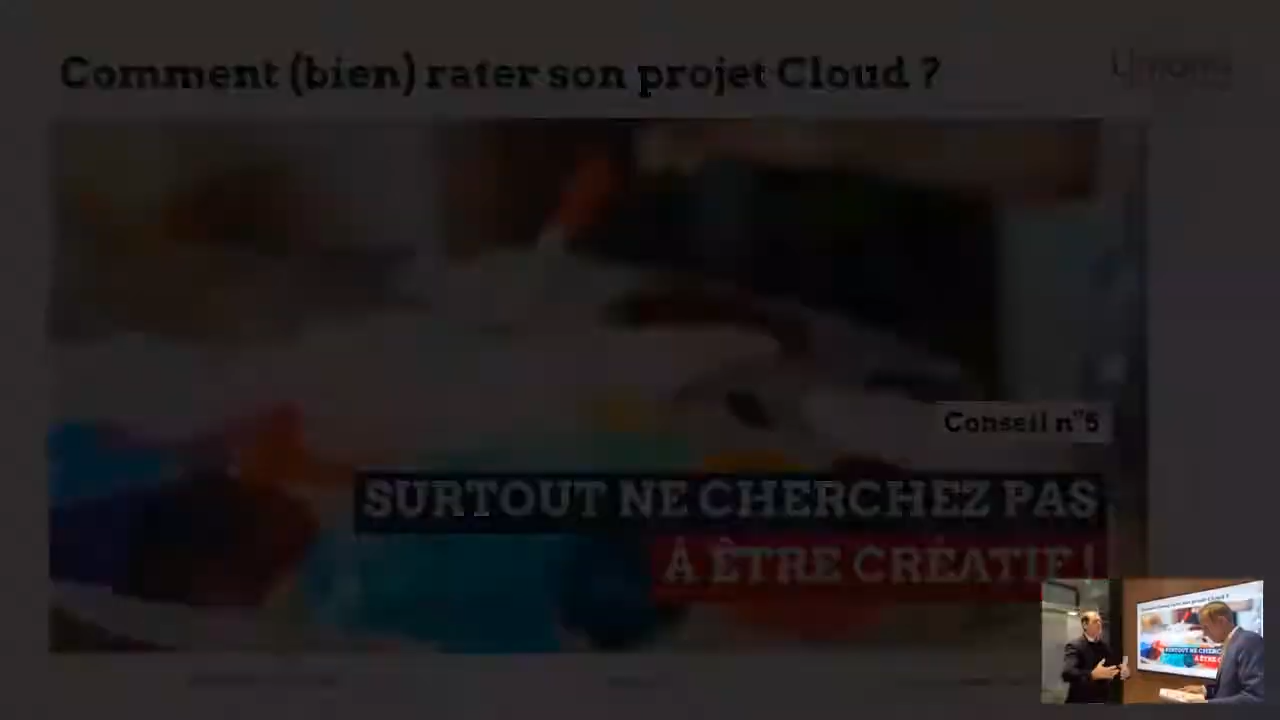 Comment (bien) rater son projet Cloud ?
Conseil n°5
SURTOUT NE CHERCHEZ PAS
À ÊTRE CRÉATIF !